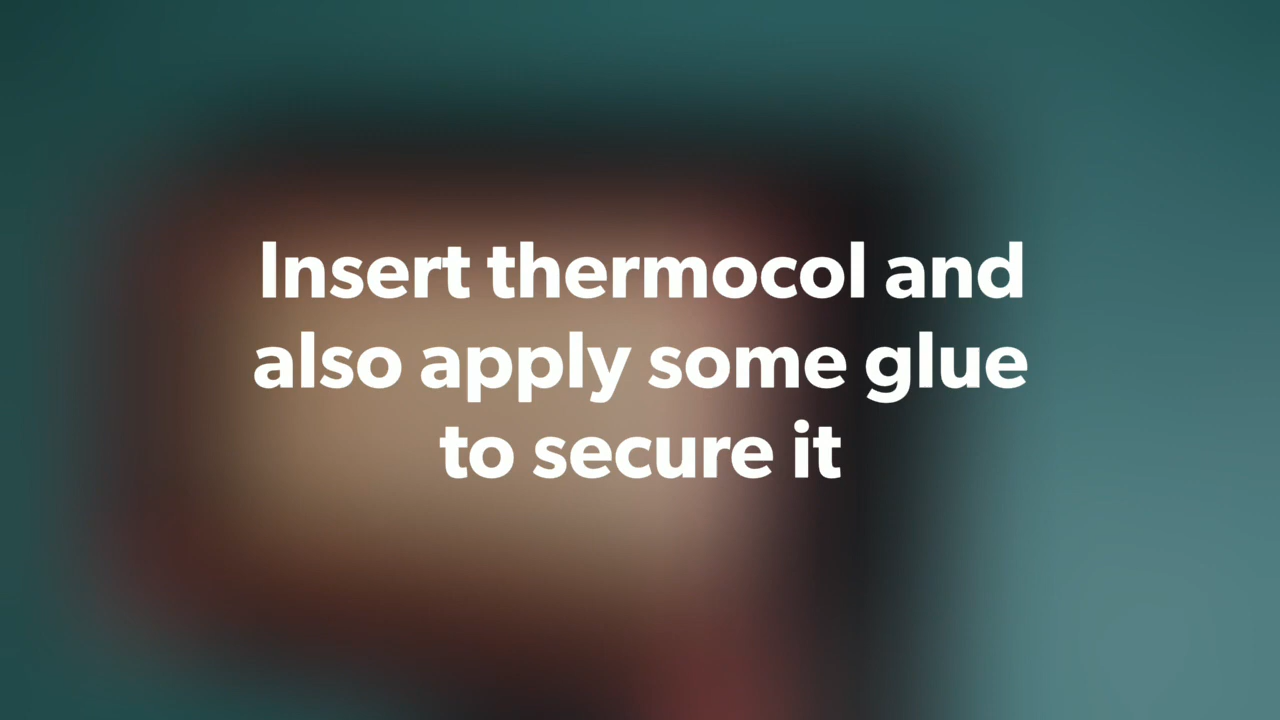 Insert thermocol and
also apply some glue
to secure it